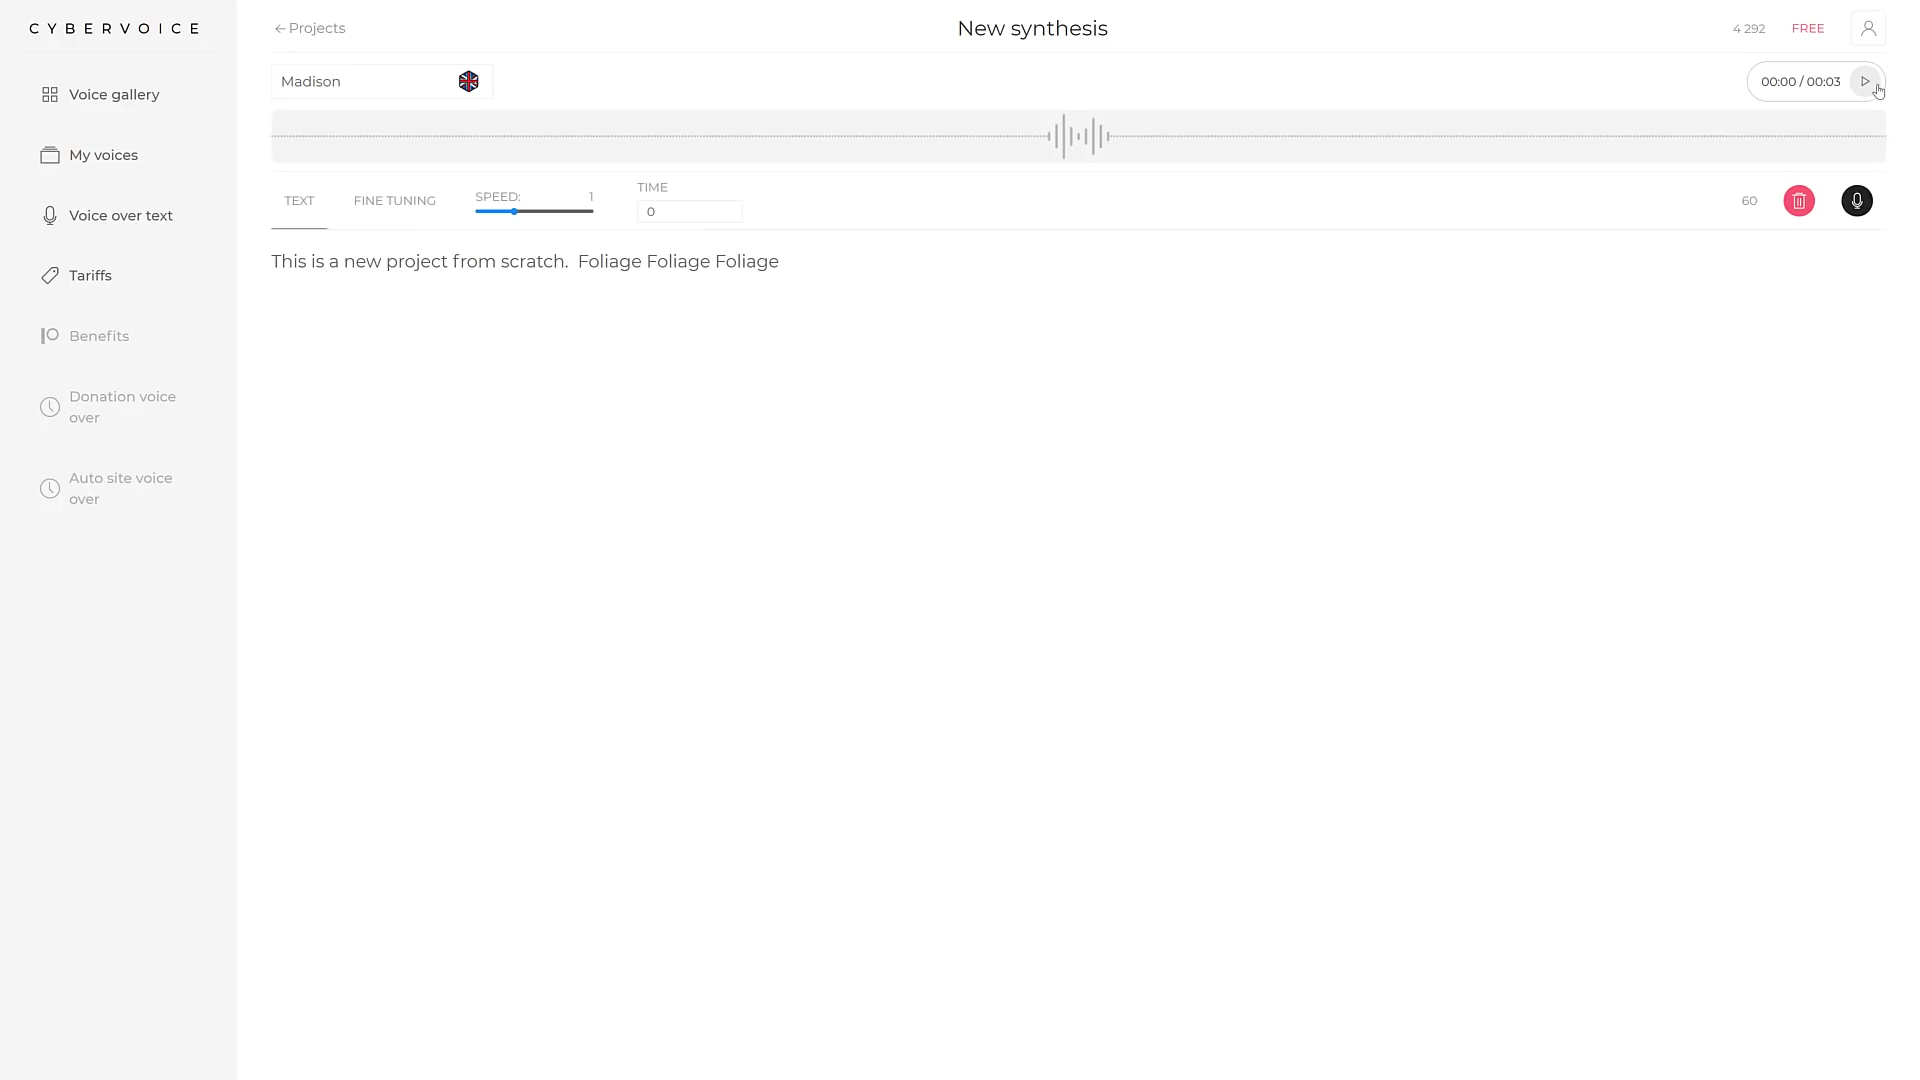 CYBERVOICE
← Projects
New synthesis
4 292
FREE
Voice gallery
My voices
Voice over text
Tariffs
Benefits
Donation voice
over
Auto site voice
over
Madison
00:00 / 00:03
TEXT
FINE TUNING
SPEED:
1
TIME
0
60
This is a new project from scratch.  Foliage Foliage Foliage